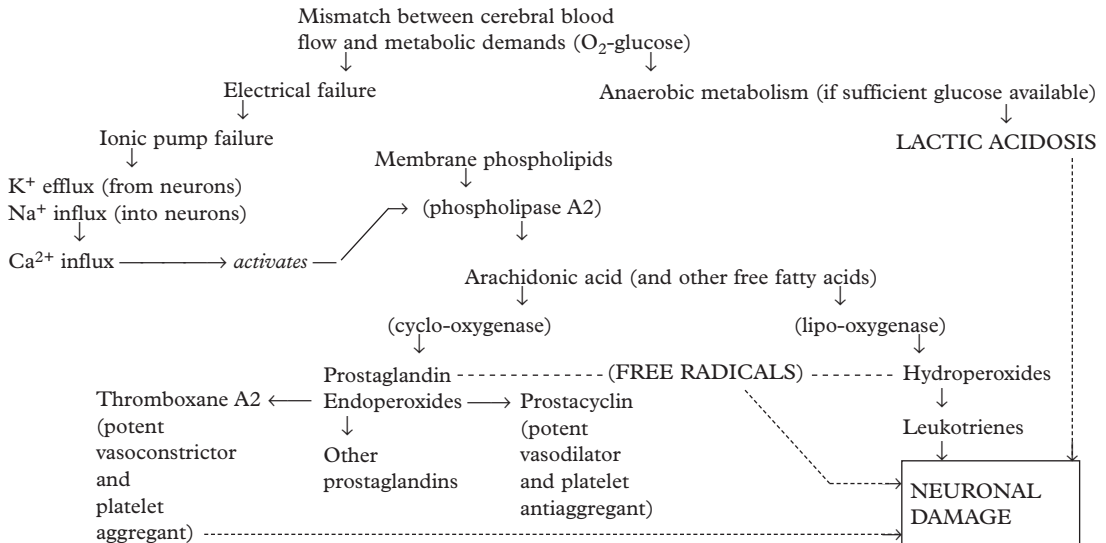 Mismatch between cerebral blood
flow and metabolic demands (O₂-glucose)
Electrical failure
Anaerobic metabolism (if sufficient glucose available)
Ionic pump failure
LACTIC ACIDOSIS
Membrane phospholipids
K⁺ efflux (from neurons)
Na⁺ influx (into neurons)
(phospholipase A2)
Ca²⁺ influx
activates
Arachidonic acid (and other free fatty acids)
(cyclo-oxygenase)
(lipo-oxygenase)
Prostaglandin
Endoperoxides
(FREE RADICALS)
Hydroperoxides
Thromboxane A2
(potent
vasoconstrictor
and
platelet
aggregant)
Other
prostaglandins
Prostacyclin
(potent
vasodilator
and platelet
antiaggregant)
Leukotrienes
NEURONAL
DAMAGE